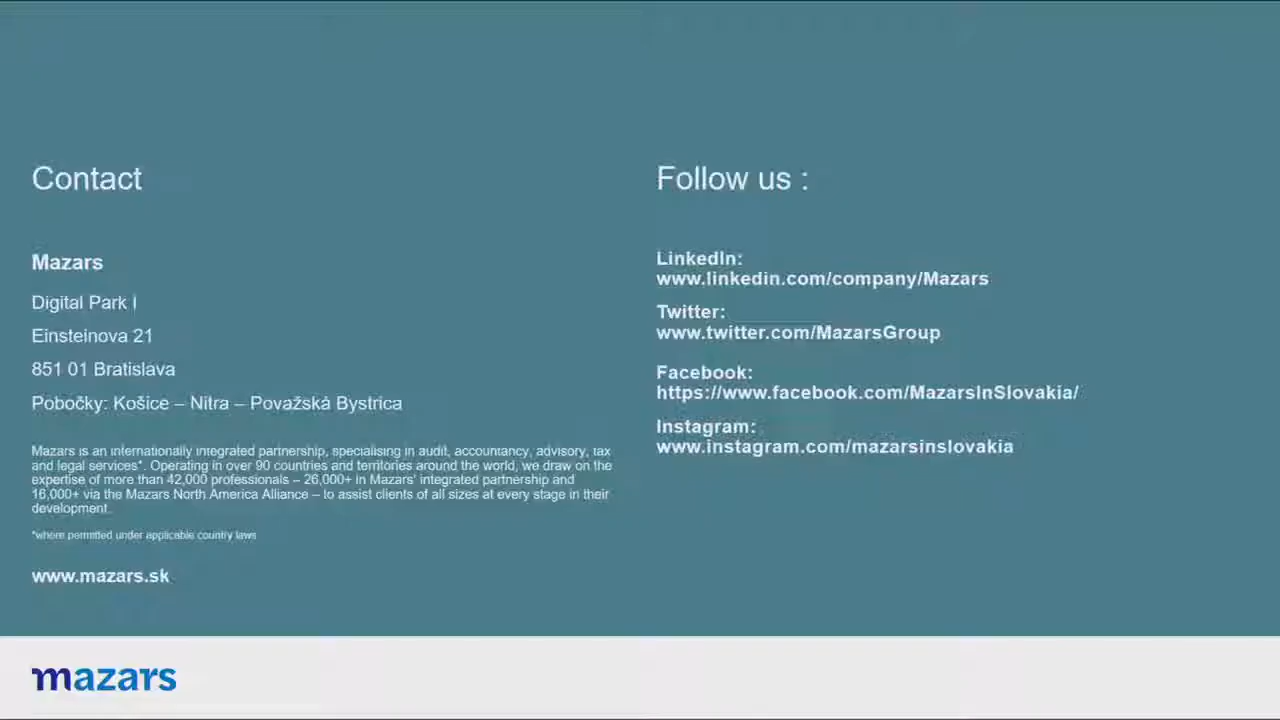 Contact
Mazars
Digital Park I
Einsteinova 21
851 01 Bratislava
Pobočky: Košice – Nitra – Považská Bystrica
Mazars is an internationally integrated partnership, specialising in audit, accountancy, advisory, tax
and legal services*. Operating in over 90 countries and territories around the world, we draw on the
expertise of more than 42,000 professionals – 26,000+ in Mazars' integrated partnership and
16,000+ via the Mazars North America Alliance – to assist clients of all sizes at every stage in their
development.
*where permitted under applicable country laws
www.mazars.sk
Follow us :
LinkedIn:
www.linkedin.com/company/Mazars
Twitter:
www.twitter.com/MazarsGroup
Facebook:
https://www.facebook.com/MazarsInSlovakia/
Instagram:
www.instagram.com/mazarsinslovakia
mazars